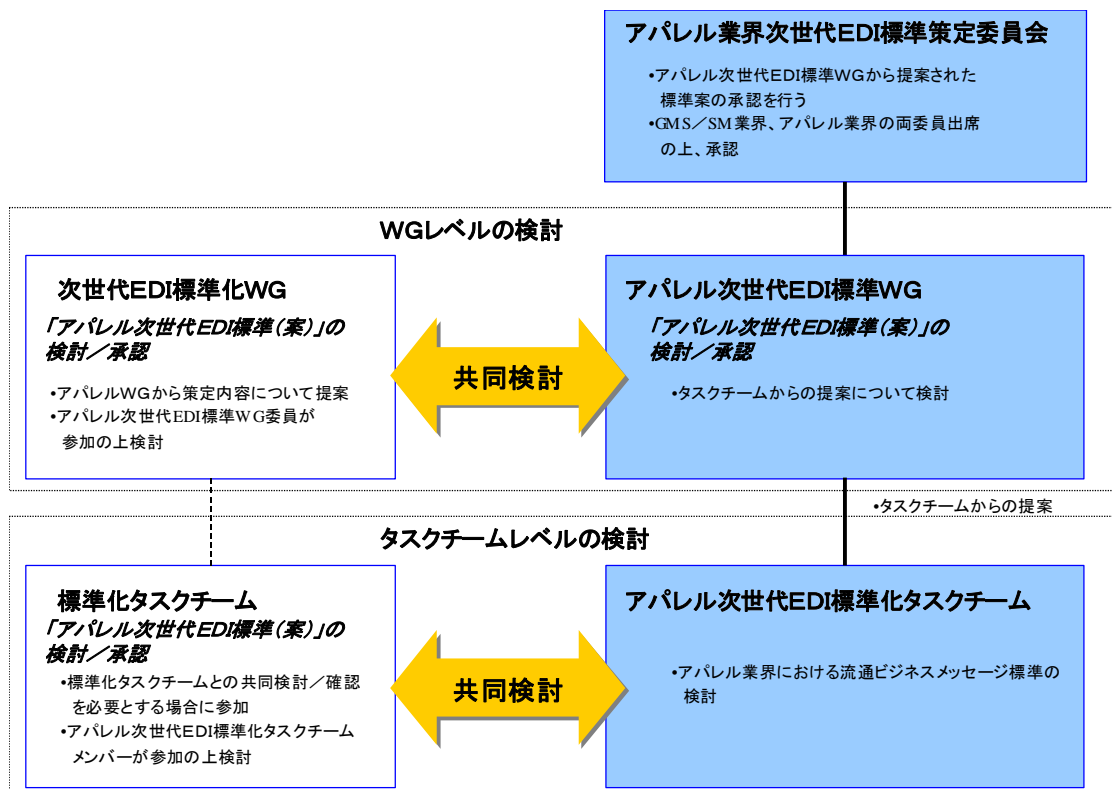 アパレル業界次世代EDI標準策定委員会
•アパレル次世代EDI標準WGから提案された
標準案の承認を行う
•GMS／SM業界、アパレル業界の両委員出席
の上、承認
WGレベルの検討
次世代EDI標準化WG
「アパレル次世代EDI標準（案）」の
検討／承認
•アパレルWGから策定内容について提案
•アパレル次世代EDI標準WG委員が
参加の上検討
共同検討
アパレル次世代EDI標準WG
「アパレル次世代EDI標準（案）」の
検討／承認
•タスクチームからの提案について検討
•タスクチームからの提案
タスクチームレベルの検討
標準化タスクチーム
「アパレル次世代EDI標準（案）」の
検討／承認
•標準化タスクチームとの共同検討／確認
を必要とする場合に参加
•アパレル次世代EDI標準化タスクチーム
メンバーが参加の上検討
共同検討
アパレル次世代EDI標準化タスクチーム
•アパレル業界における流通ビジネスメッセージ標準の
検討